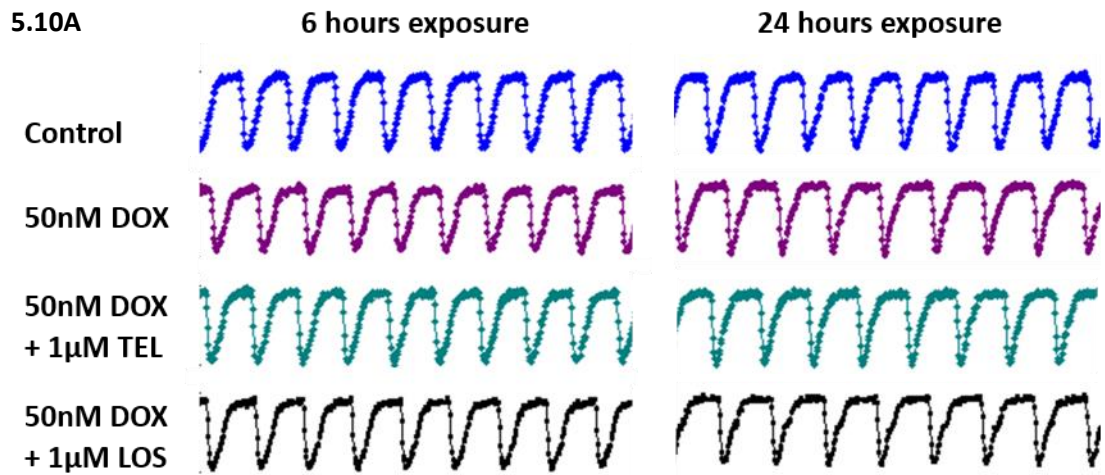 5.10A
6 hours exposure
24 hours exposure
Control
50nM DOX
50nM DOX
+ 1µM TEL
50nM DOX
+ 1µM LOS